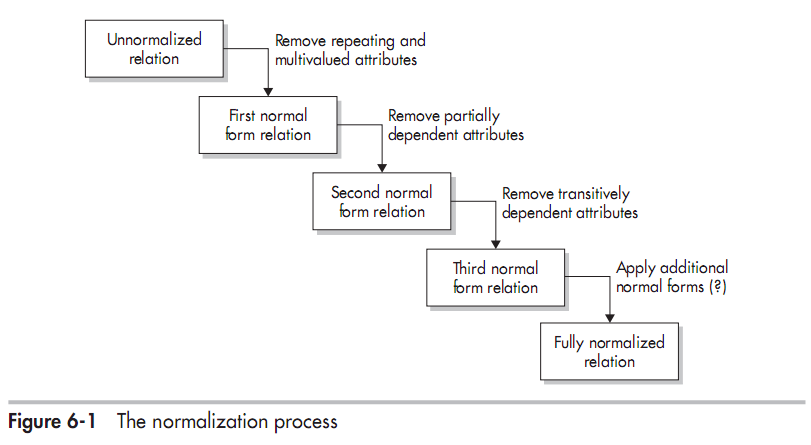 Unnormalized
relation
Remove repeating and
multivalued attributes
First normal
form relation
Remove partially
dependent attributes
Second normal
form relation
Remove transitively
dependent attributes
Third normal
form relation
Apply additional
normal forms (?)
Fully normalized
relation
Figure 6-1 The normalization process